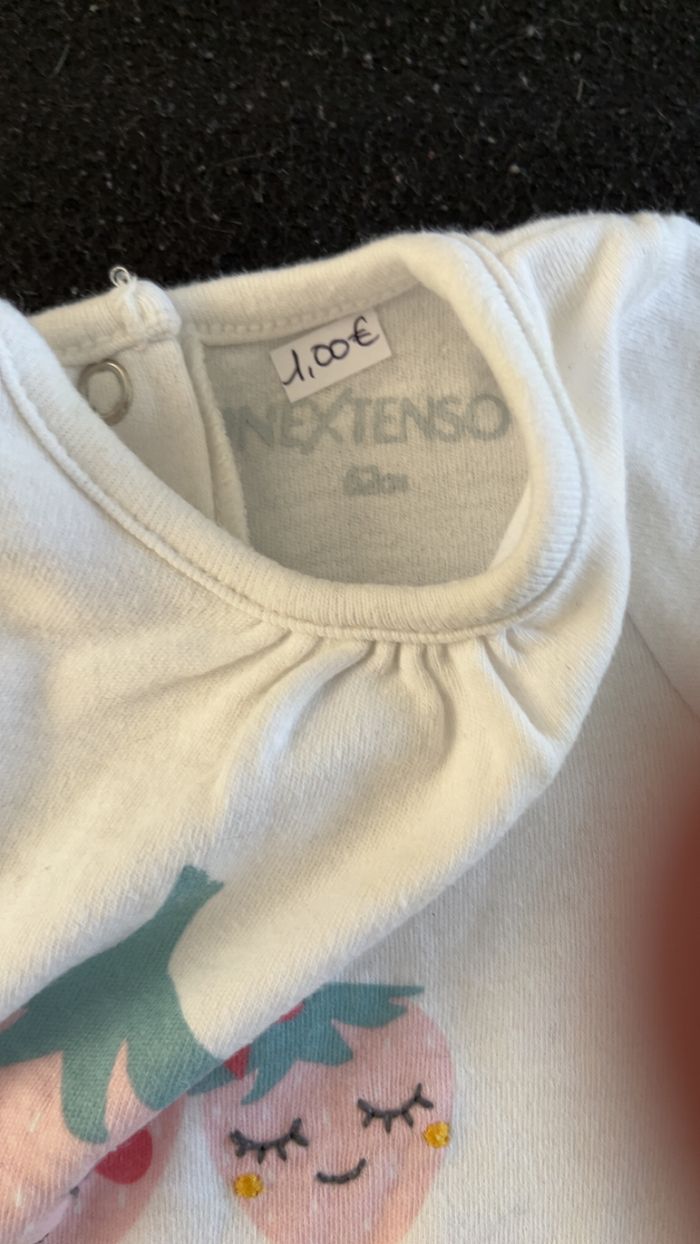 1,00€
INEXTENSO
62cm